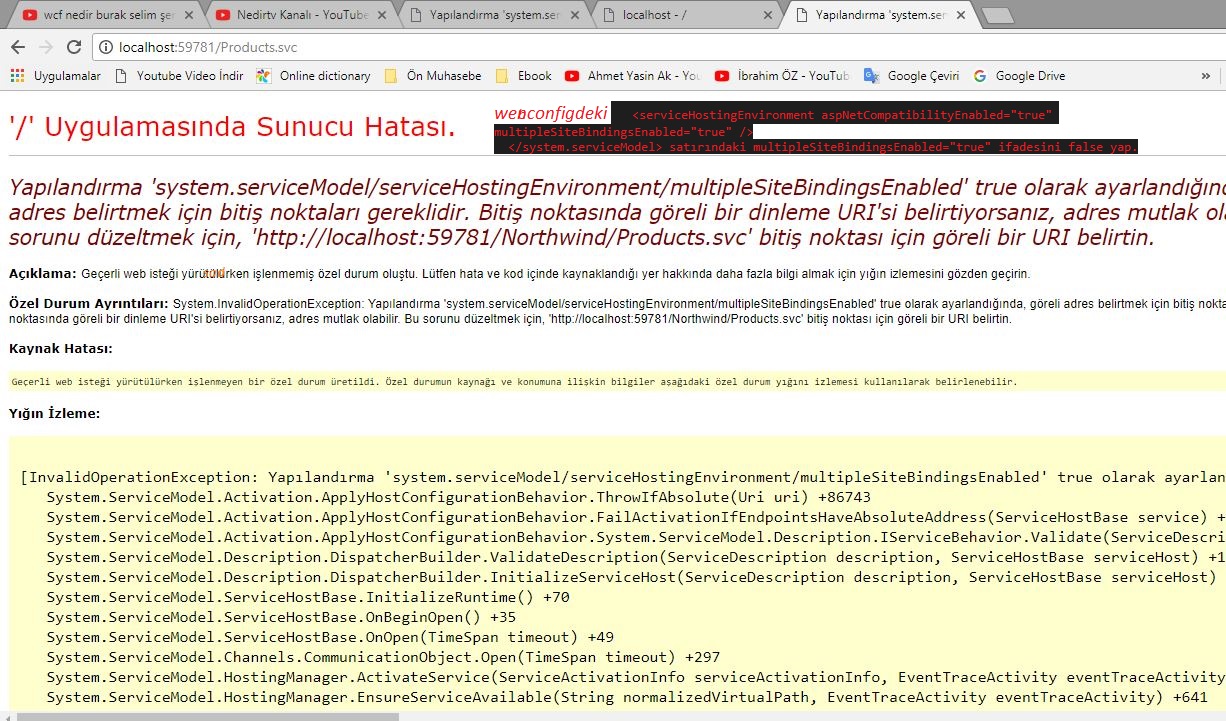 wcf nedir burak selim şer
Nedirtv Kanalı - YouTube
Yapılandırma 'system.ser
localhost - /
Yapılandırma 'system.ser
localhost:59781/Products.svc
Uygulamalar
Youtube Video İndir
Online dictionary
Ön Muhasebe
Ebook
Ahmet Yasin Ak - You
İbrahim ÖZ - YouTub
Google Çeviri
Google Drive
»
'/' Uygulamasında Sunucu Hatası.
webconfigdeki <serviceHostingEnvironment aspNetCompatibilityEnabled="true"
multipleSiteBindingsEnabled="true" />
</system.serviceModel> satırındaki multipleSiteBindingsEnabled="true" ifadesini false yap.
Yapılandırma 'system.serviceModel/serviceHostingEnvironment/multipleSiteBindingsEnabled' true olarak ayarlandığınd
adres belirtmek için bitiş noktaları gereklidir. Bitiş noktasında göreli bir dinleme URI'si belirtiyorsanız, adres mutlak ola
sorunu düzeltmek için, 'http://localhost:59781/Northwind/Products.svc' bitiş noktası için göreli bir URI belirtin.
Açıklama: Geçerli web isteği yürütülürken işlenmemiş özel durum oluştu. Lütfen hata ve kod içinde kaynaklandığı yer hakkında daha fazla bilgi almak için yığın izlemesini gözden geçirin.
Özel Durum Ayrıntıları: System.InvalidOperationException: Yapılandırma 'system.serviceModel/serviceHostingEnvironment/multipleSiteBindingsEnabled' true olarak ayarlandığında, göreli adres belirtmek için bitiş nokta
noktasında göreli bir dinleme URI'si belirtiyorsanız, adres mutlak olabilir. Bu sorunu düzeltmek için, 'http://localhost:59781/Northwind/Products.svc' bitiş noktası için göreli bir URI belirtin.
Kaynak Hatası:
Geçerli web isteği yürütülürken işlenmeyen bir özel durum üretildi. Özel durumun kaynağı ve konumuna ilişkin bilgiler aşağıdaki özel durum yığını izlemesi kullanılarak belirlenebilir.
Yığın İzleme:
[InvalidOperationException: Yapılandırma 'system.serviceModel/serviceHostingEnvironment/multipleSiteBindingsEnabled' true olarak ayarlan
System.ServiceModel.Activation.ApplyHostConfigurationBehavior.ThrowIfAbsolute(Uri uri) +86743
System.ServiceModel.Activation.ApplyHostConfigurationBehavior.FailActivationIfEndpointsHaveAbsoluteAddress(ServiceHostBase service) +
System.ServiceModel.Activation.ApplyHostConfigurationBehavior.System.ServiceModel.Description.IServiceBehavior.Validate(ServiceDescri
System.ServiceModel.Description.DispatcherBuilder.ValidateDescription(ServiceDescription description, ServiceHostBase serviceHost) +1
System.ServiceModel.Description.DispatcherBuilder.InitializeServiceHost(ServiceDescription description, ServiceHostBase serviceHost)
System.ServiceModel.ServiceHostBase.InitializeRuntime() +70
System.ServiceModel.ServiceHostBase.OnBeginOpen() +35
System.ServiceModel.ServiceHostBase.OnOpen(TimeSpan timeout) +49
System.ServiceModel.Channels.CommunicationObject.Open(TimeSpan timeout) +297
System.ServiceModel.HostingManager.ActivateService(ServiceActivationInfo serviceActivationInfo, EventTraceActivity eventTraceActivity
System.ServiceModel.HostingManager.EnsureServiceAvailable(String normalizedVirtualPath, EventTraceActivity eventTraceActivity) +641